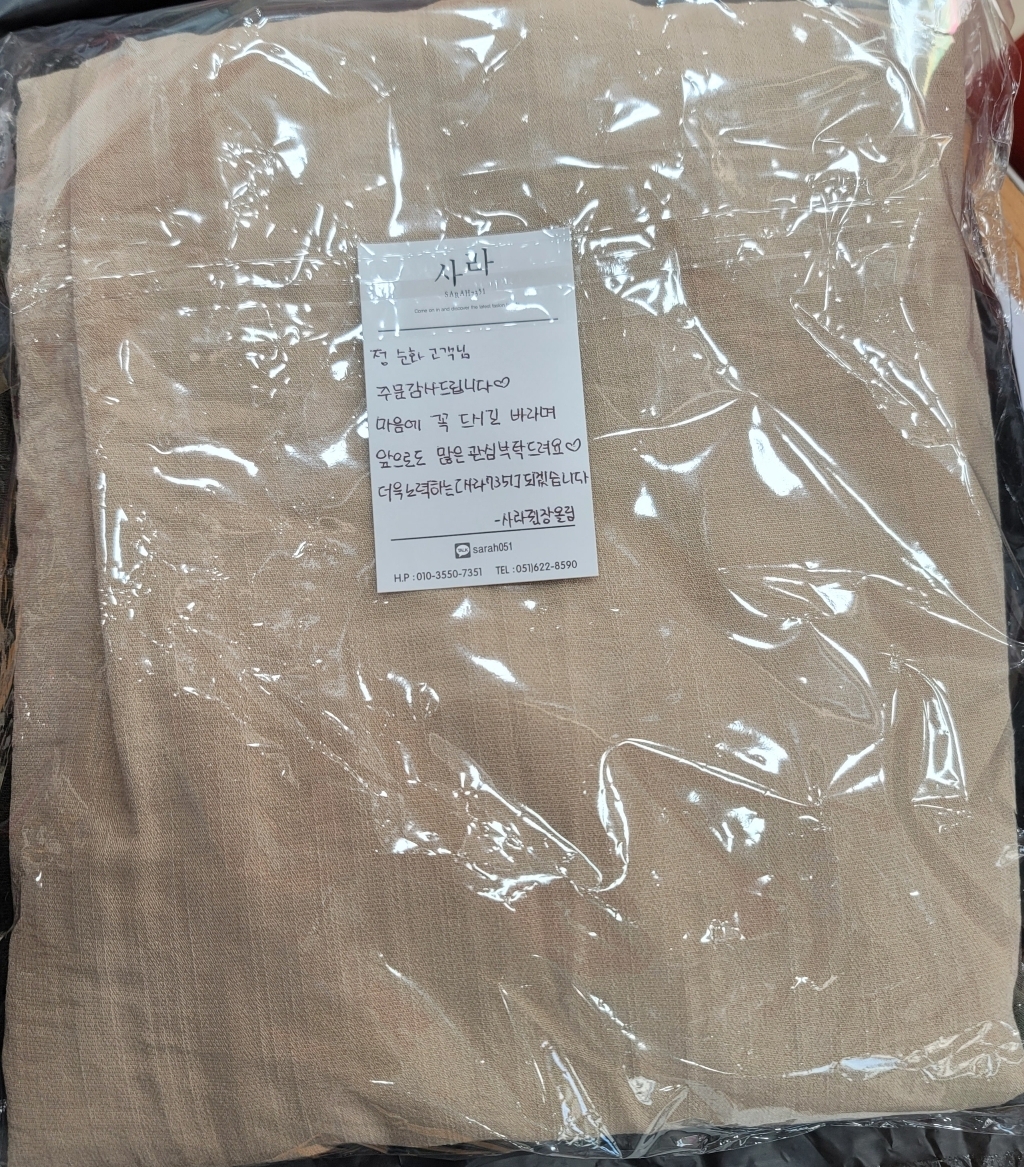 사라
SARAH
Come on in and discover the latest
정 순화 고객님
주문감사드립니다♡
마음에 꼭 드시길 바라며
앞으로도 많은 관심부탁드려요♡
더욱노력하는[사라7351]되겠습니다
-사라쥔장올림
TALK sarah051
H.P : 010-3550-7351 TEL : 051)622-8590